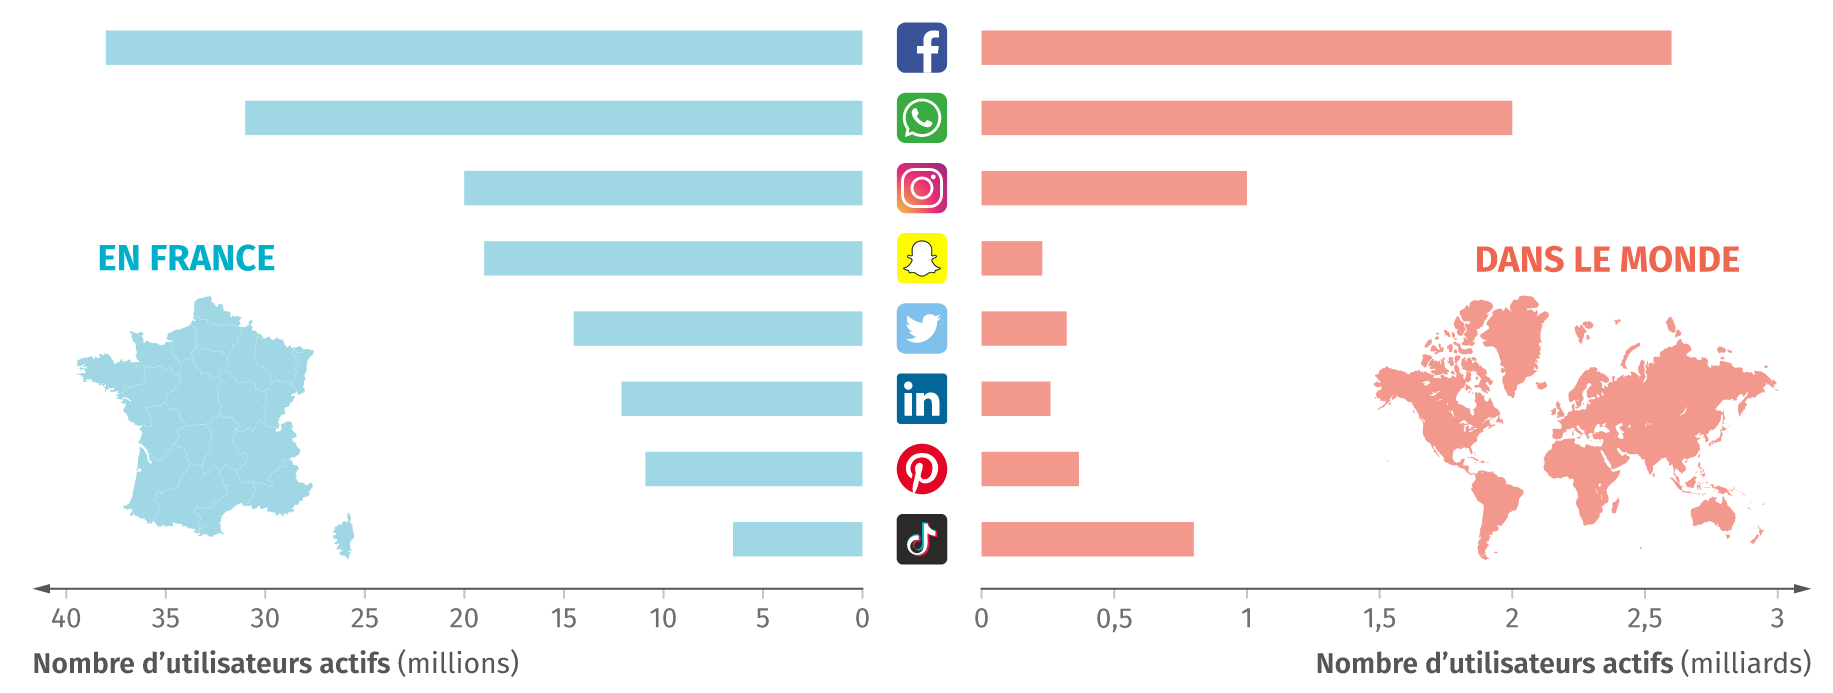 EN FRANCE
DANS LE MONDE
in
40 35 30 25 20 15 10 5 0
0 0,5 1 1,5 2 2,5 3
Nombre d’utilisateurs actifs (millions)
Nombre d’utilisateurs actifs (milliards)